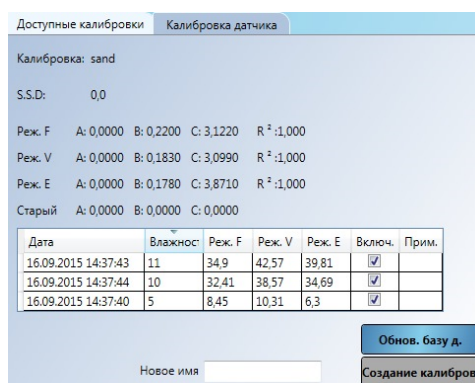 Доступные калибровки Калибровка датчика
Калибровка: sand
S.S.D: 0,0
Реж. F A: 0,0000 B: 0,2200 C: 3,1220 R ² :1,000
Реж. V A: 0,0000 B: 0,1830 C: 3,0990 R ² :1,000
Реж. E A: 0,0000 B: 0,1780 C: 3,8710 R ² :1,000
Старый A: 0,0000 B: 0,0000 C: 0,0000
Дата Влажнос Реж. F Реж. V Реж. E Включ. Прим.
16.09.2015 14:37:43 11 34,9 42,57 39,81
16.09.2015 14:37:44 10 32,41 38,57 34,69
16.09.2015 14:37:40 5 8,45 10,31 6,3
Обнов. базу д.
Новое имя Создание калибров